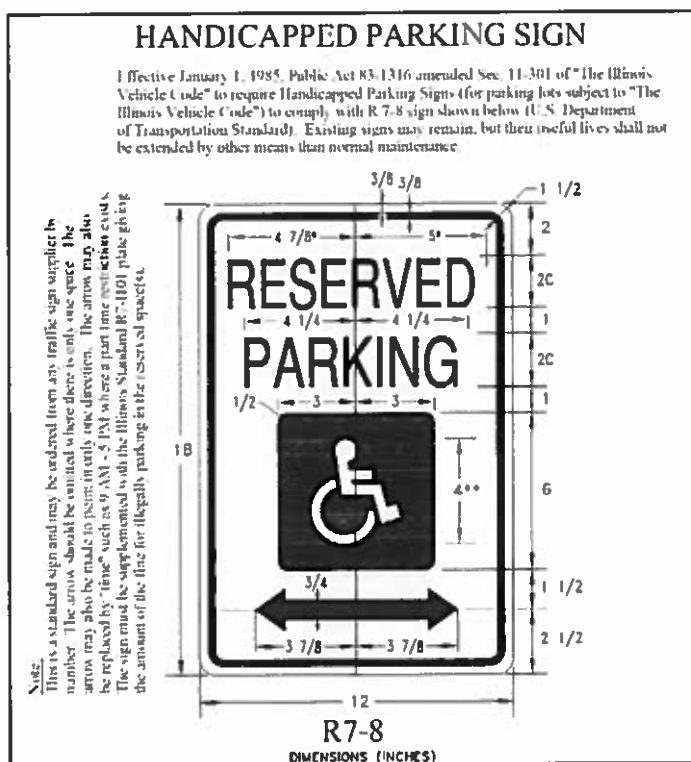 HANDICAPPED PARKING SIGN
Effective January 1, 1985, Public Act 83-1316 amended Sec. 11-301 of "The Illinois
Vehicle Code" to require Handicapped Parking Signs (for parking lots subject to "The
Illinois Vehicle Code") to comply with R 7-8 sign shown below (U.S. Department
of Transportation Standard). Existing signs may remain, but their useful lives shall not
be extended by other means than normal maintenance
Note:
This is a standard sign and may be ordered from any traffic sign supplier by
number. The arrow should be omitted where there is only one space. The
arrow may also be made to point in only one direction. The arrow may also
be replaced by "time" such as 9 AM - 5 PM where a part time restriction exists.
The sign must be supplemented with the Illinois Standard R7-I101 plate giving
the amount of the fine for illegally parking in the reserved space(s).
3/8 3/8
1 1/2
4 7/8* 5*
2
RESERVED
2C
4 1/4 4 1/4
1
PARKING
2C
1/2 3 3
1
18
4**
6
3/4
1 1/2
3 7/8 3 7/8
2 1/2
12
R7-8
DIMENSIONS (INCHES)